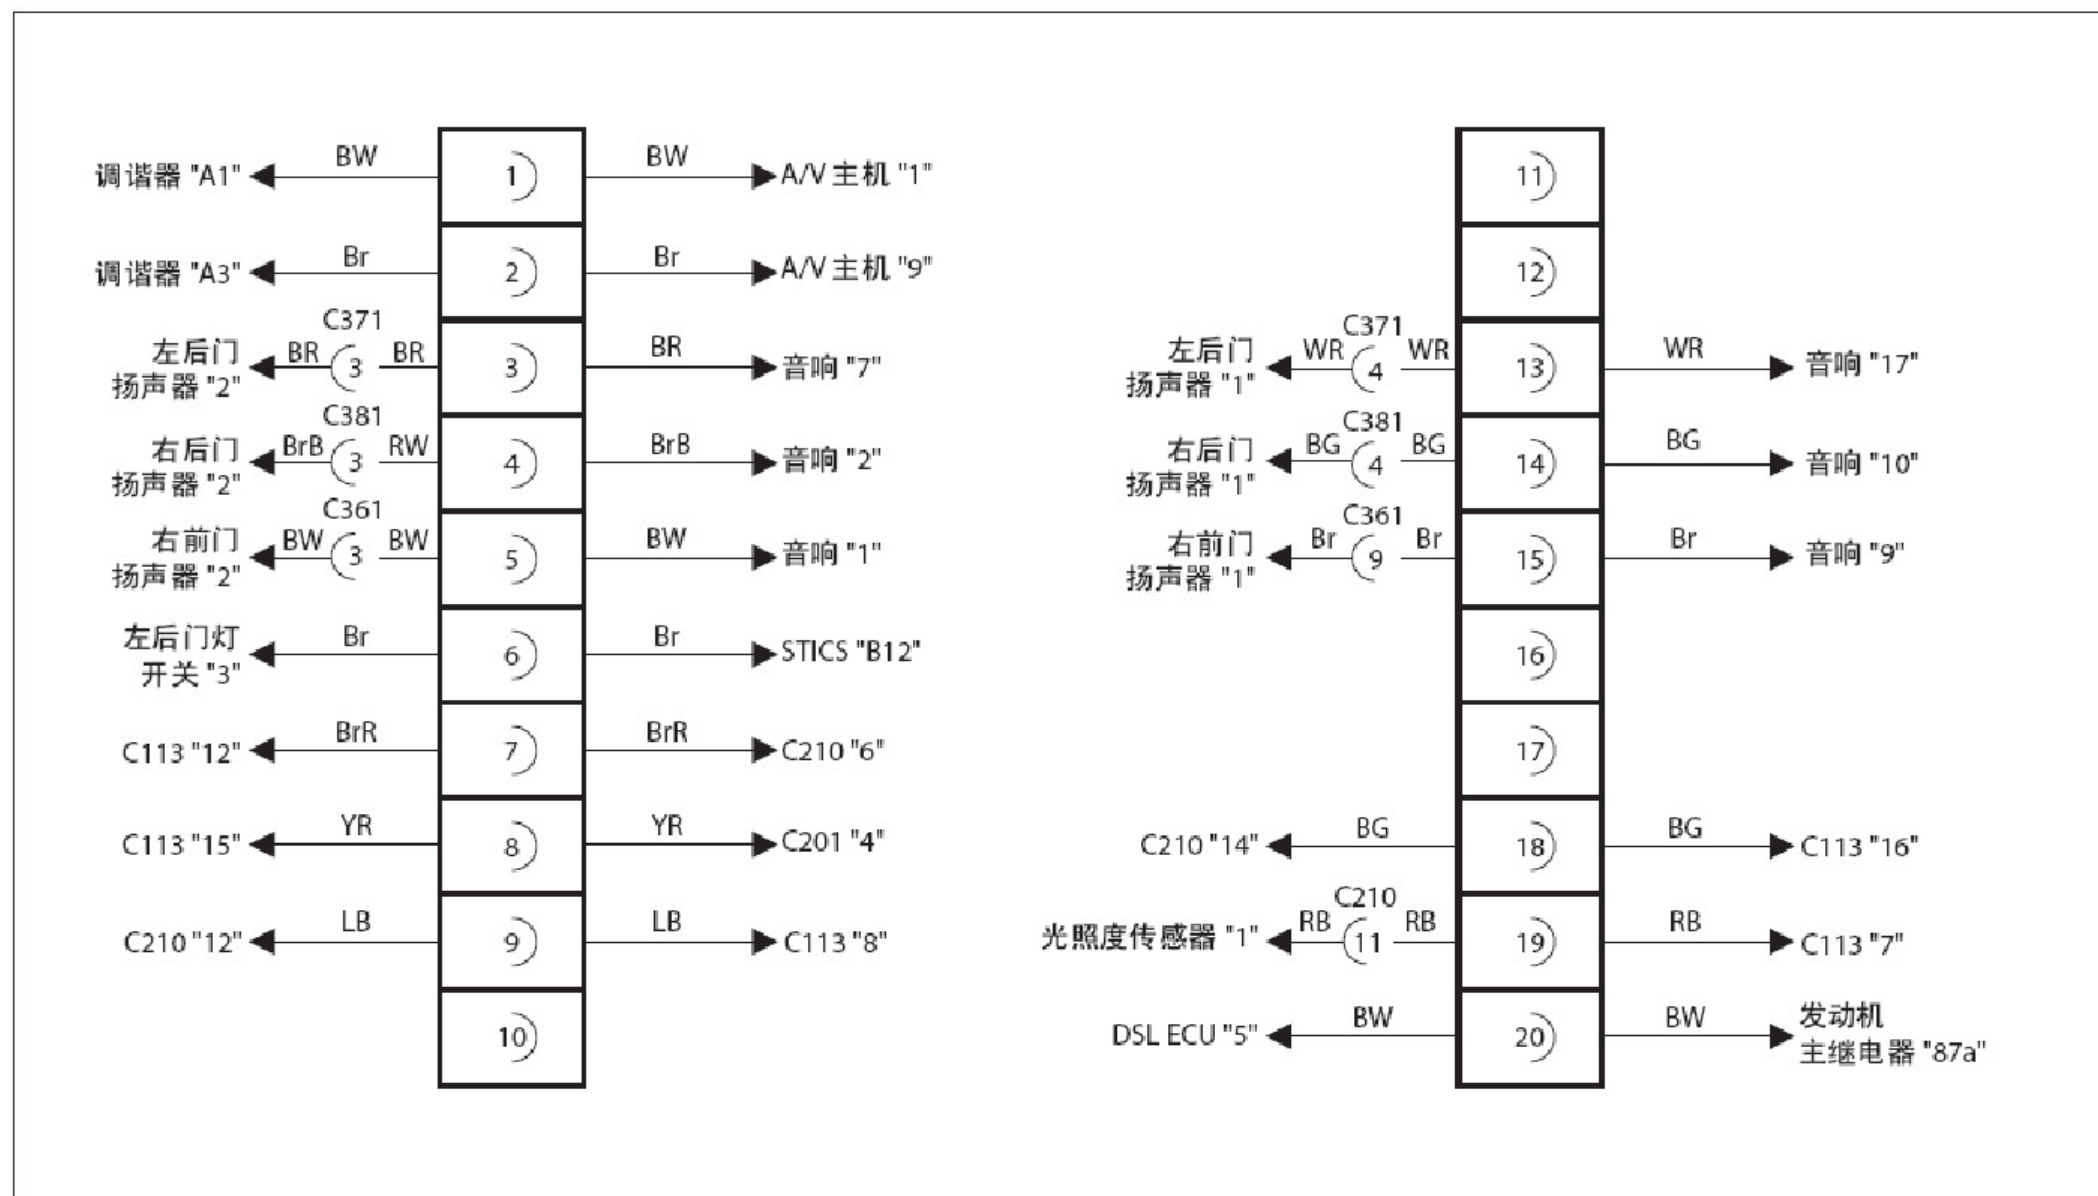 调谐器 "A1" BW 1 BW A/V 主机 "1"
调谐器 "A3" Br 2 Br A/V 主机 "9"
C371
左后门 BR 3 BR 3 BR 音响 "7"
扬声器 "2"
C381
右后门 BrB 3 RW 4 BrB 音响 "2"
扬声器 "2"
C361
右前门 BW 3 BW 5 BW 音响 "1"
扬声器 "2"
左后门灯 Br 6 Br STICS "B12"
开关 "3"
C113 "12" BrR 7 BrR C210 "6"
C113 "15" YR 8 YR C201 "4"
C210 "12" LB 9 LB C113 "8"
10
11
12
C371
左后门 WR 4 WR 13 WR 音响 "17"
扬声器 "1"
C381
右后门 BG 4 BG 14 BG 音响 "10"
扬声器 "1"
C361
右前门 Br 9 Br 15 Br 音响 "9"
扬声器 "1"
16
17
C210 "14" BG 18 BG C113 "16"
C210
光照度传感器 "1" RB 11 RB 19 RB C113 "7"
DSL ECU "5" BW 20 BW 发动机
主继电器 "87a"